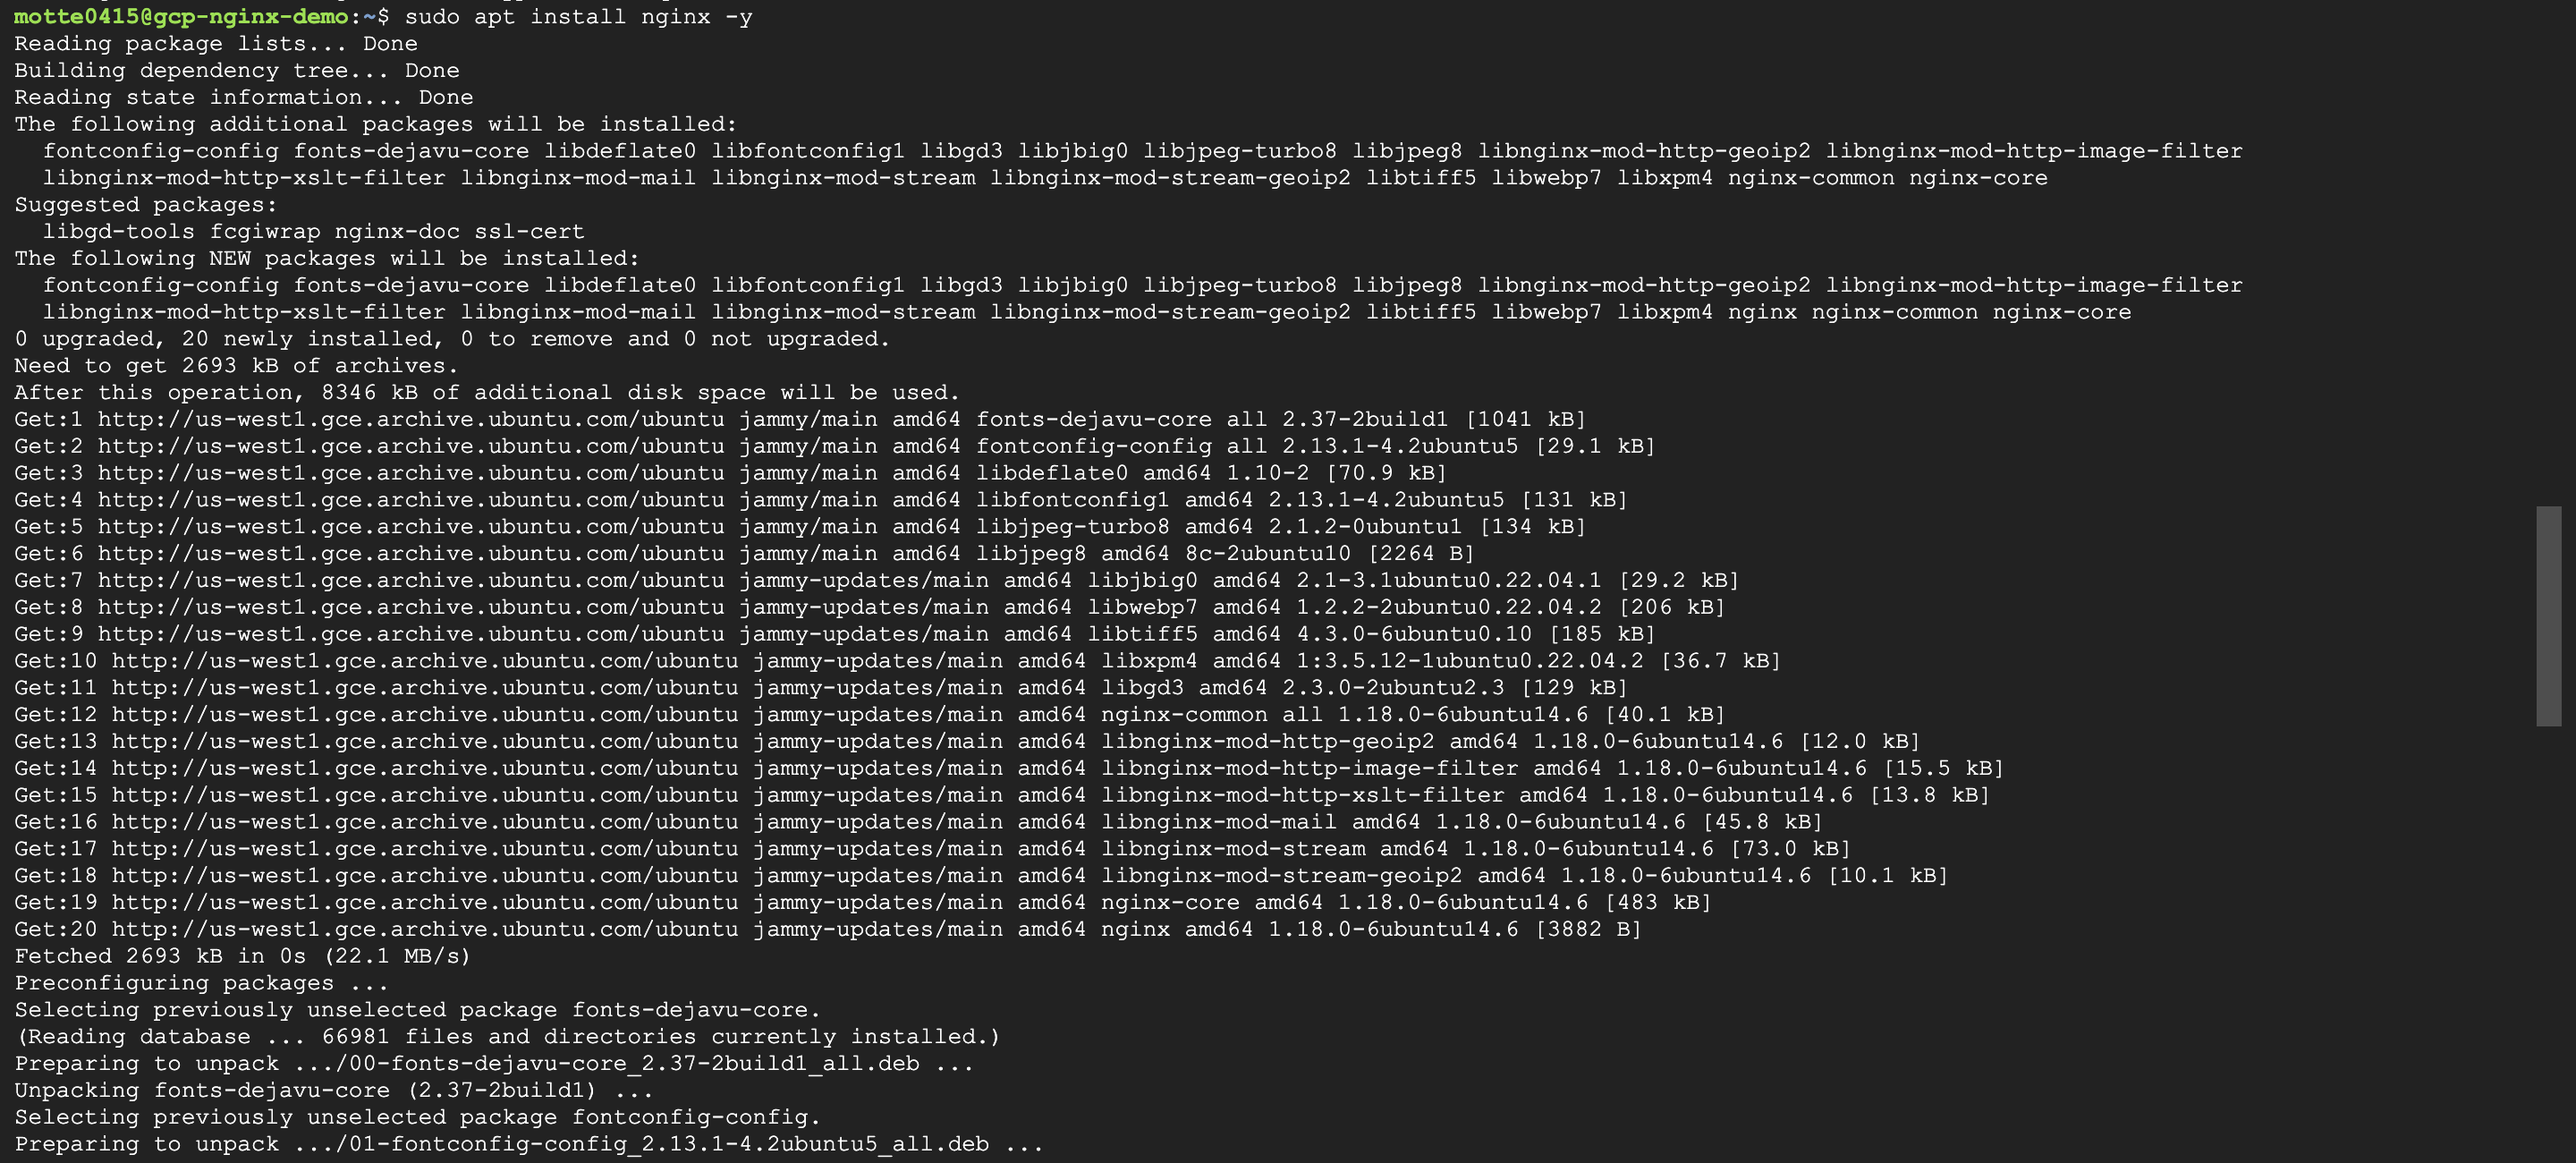 motte0415@gcp-nginx-demo:~$ sudo apt install nginx -y
Reading package lists... Done
Building dependency tree... Done
Reading state information... Done
The following additional packages will be installed:
  fontconfig-config fonts-dejavu-core libdeflate0 libfontconfig1 libgd3 libjbig0 libjpeg-turbo8 libjpeg8 libnginx-mod-http-geoip2 libnginx-mod-http-image-filter
  libnginx-mod-http-xslt-filter libnginx-mod-mail libnginx-mod-stream libnginx-mod-stream-geoip2 libtiff5 libwebp7 libxpm4 nginx-common nginx-core
Suggested packages:
  libgd-tools fcgiwrap nginx-doc ssl-cert
The following NEW packages will be installed:
  fontconfig-config fonts-dejavu-core libdeflate0 libfontconfig1 libgd3 libjbig0 libjpeg-turbo8 libjpeg8 libnginx-mod-http-geoip2 libnginx-mod-http-image-filter
  libnginx-mod-http-xslt-filter libnginx-mod-mail libnginx-mod-stream libnginx-mod-stream-geoip2 libtiff5 libwebp7 libxpm4 nginx nginx-common nginx-core
0 upgraded, 20 newly installed, 0 to remove and 0 not upgraded.
Need to get 2693 kB of archives.
After this operation, 8346 kB of additional disk space will be used.
Get:1 http://us-west1.gce.archive.ubuntu.com/ubuntu jammy/main amd64 fonts-dejavu-core all 2.37-2build1 [1041 kB]
Get:2 http://us-west1.gce.archive.ubuntu.com/ubuntu jammy/main amd64 fontconfig-config all 2.13.1-4.2ubuntu5 [29.1 kB]
Get:3 http://us-west1.gce.archive.ubuntu.com/ubuntu jammy/main amd64 libdeflate0 amd64 1.10-2 [70.9 kB]
Get:4 http://us-west1.gce.archive.ubuntu.com/ubuntu jammy/main amd64 libfontconfig1 amd64 2.13.1-4.2ubuntu5 [131 kB]
Get:5 http://us-west1.gce.archive.ubuntu.com/ubuntu jammy/main amd64 libjpeg-turbo8 amd64 2.1.2-0ubuntu1 [134 kB]
Get:6 http://us-west1.gce.archive.ubuntu.com/ubuntu jammy/main amd64 libjpeg8 amd64 8c-2ubuntu10 [2264 B]
Get:7 http://us-west1.gce.archive.ubuntu.com/ubuntu jammy-updates/main amd64 libjbig0 amd64 2.1-3.1ubuntu0.22.04.1 [29.2 kB]
Get:8 http://us-west1.gce.archive.ubuntu.com/ubuntu jammy-updates/main amd64 libwebp7 amd64 1.2.2-2ubuntu0.22.04.2 [206 kB]
Get:9 http://us-west1.gce.archive.ubuntu.com/ubuntu jammy-updates/main amd64 libtiff5 amd64 4.3.0-6ubuntu0.10 [185 kB]
Get:10 http://us-west1.gce.archive.ubuntu.com/ubuntu jammy-updates/main amd64 libxpm4 amd64 1:3.5.12-1ubuntu0.22.04.2 [36.7 kB]
Get:11 http://us-west1.gce.archive.ubuntu.com/ubuntu jammy-updates/main amd64 libgd3 amd64 2.3.0-2ubuntu2.3 [129 kB]
Get:12 http://us-west1.gce.archive.ubuntu.com/ubuntu jammy-updates/main amd64 nginx-common all 1.18.0-6ubuntu14.6 [40.1 kB]
Get:13 http://us-west1.gce.archive.ubuntu.com/ubuntu jammy-updates/main amd64 libnginx-mod-http-geoip2 amd64 1.18.0-6ubuntu14.6 [12.0 kB]
Get:14 http://us-west1.gce.archive.ubuntu.com/ubuntu jammy-updates/main amd64 libnginx-mod-http-image-filter amd64 1.18.0-6ubuntu14.6 [15.5 kB]
Get:15 http://us-west1.gce.archive.ubuntu.com/ubuntu jammy-updates/main amd64 libnginx-mod-http-xslt-filter amd64 1.18.0-6ubuntu14.6 [13.8 kB]
Get:16 http://us-west1.gce.archive.ubuntu.com/ubuntu jammy-updates/main amd64 libnginx-mod-mail amd64 1.18.0-6ubuntu14.6 [45.8 kB]
Get:17 http://us-west1.gce.archive.ubuntu.com/ubuntu jammy-updates/main amd64 libnginx-mod-stream amd64 1.18.0-6ubuntu14.6 [73.0 kB]
Get:18 http://us-west1.gce.archive.ubuntu.com/ubuntu jammy-updates/main amd64 libnginx-mod-stream-geoip2 amd64 1.18.0-6ubuntu14.6 [10.1 kB]
Get:19 http://us-west1.gce.archive.ubuntu.com/ubuntu jammy-updates/main amd64 nginx-core amd64 1.18.0-6ubuntu14.6 [483 kB]
Get:20 http://us-west1.gce.archive.ubuntu.com/ubuntu jammy-updates/main amd64 nginx amd64 1.18.0-6ubuntu14.6 [3882 B]
Fetched 2693 kB in 0s (22.1 MB/s)
Preconfiguring packages ...
Selecting previously unselected package fonts-dejavu-core.
(Reading database ... 66981 files and directories currently installed.)
Preparing to unpack .../00-fonts-dejavu-core_2.37-2build1_all.deb ...
Unpacking fonts-dejavu-core (2.37-2build1) ...
Selecting previously unselected package fontconfig-config.
Preparing to unpack .../01-fontconfig-config_2.13.1-4.2ubuntu5_all.deb ...